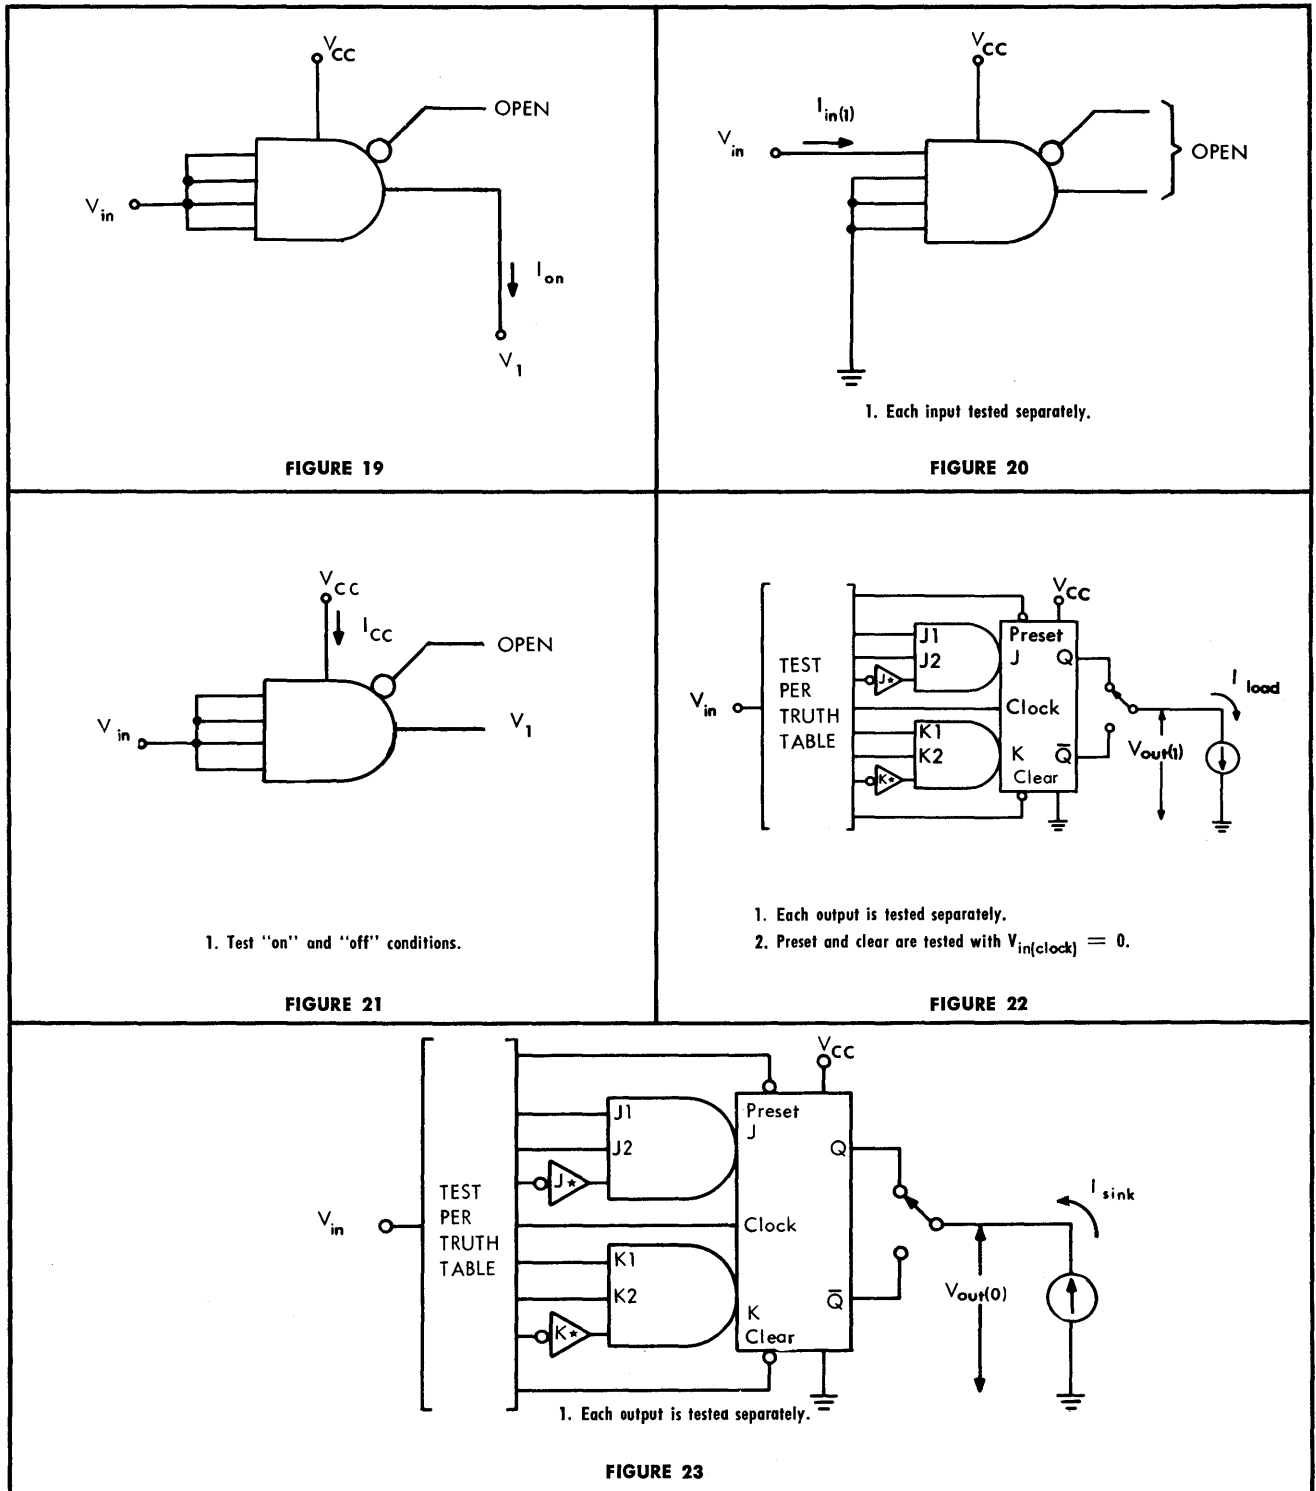 V_CC
OPEN
V_in
I_on
V_1
FIGURE 19
V_CC
I_in(1)
V_in
OPEN
1. Each input tested separately.
FIGURE 20
V_CC
I_CC
OPEN
V_in
V_1
1. Test "on" and "off" conditions.
FIGURE 21
V_CC
Preset
J1
J
Q
J2
J★
TEST
PER
TRUTH
TABLE
V_in
Clock
I_load
K1
K2
K
Q̄
V_out(1)
K★
Clear
1. Each output is tested separately.
2. Preset and clear are tested with V_in(clock) = 0.
FIGURE 22
V_CC
Preset
J1
J
J2
Q
J★
TEST
PER
TRUTH
TABLE
V_in
Clock
I_sink
K1
K2
Q̄
V_out(0)
K
K★
Clear
1. Each output is tested separately.
FIGURE 23